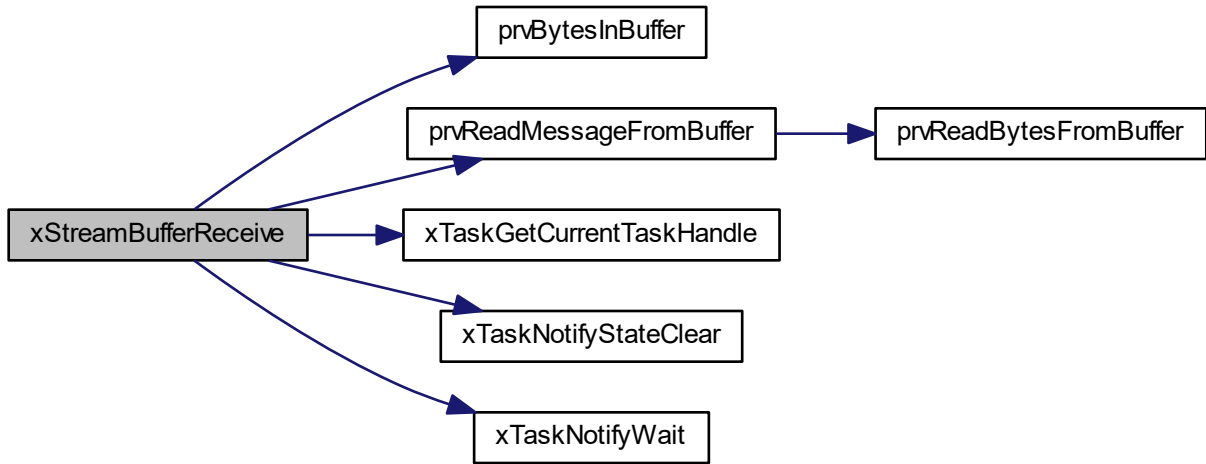 prvBytesInBuffer
prvReadMessageFromBuffer
prvReadBytesFromBuffer
xStreamBufferReceive
xTaskGetCurrentTaskHandle
xTaskNotifyStateClear
xTaskNotifyWait